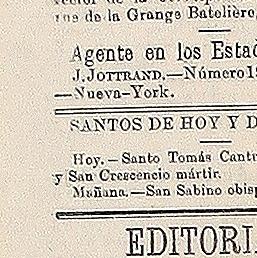 rue de la Grange Batelière,
Agente en los Estad
J. JOTTRAND.—Número 1
—Nueva-York.
SANTOS DE HOY Y D
Hoy.—Santo Tomás Cant
y San Crescencio mártir.
Mañana.—San Sabino obisp
EDITORI